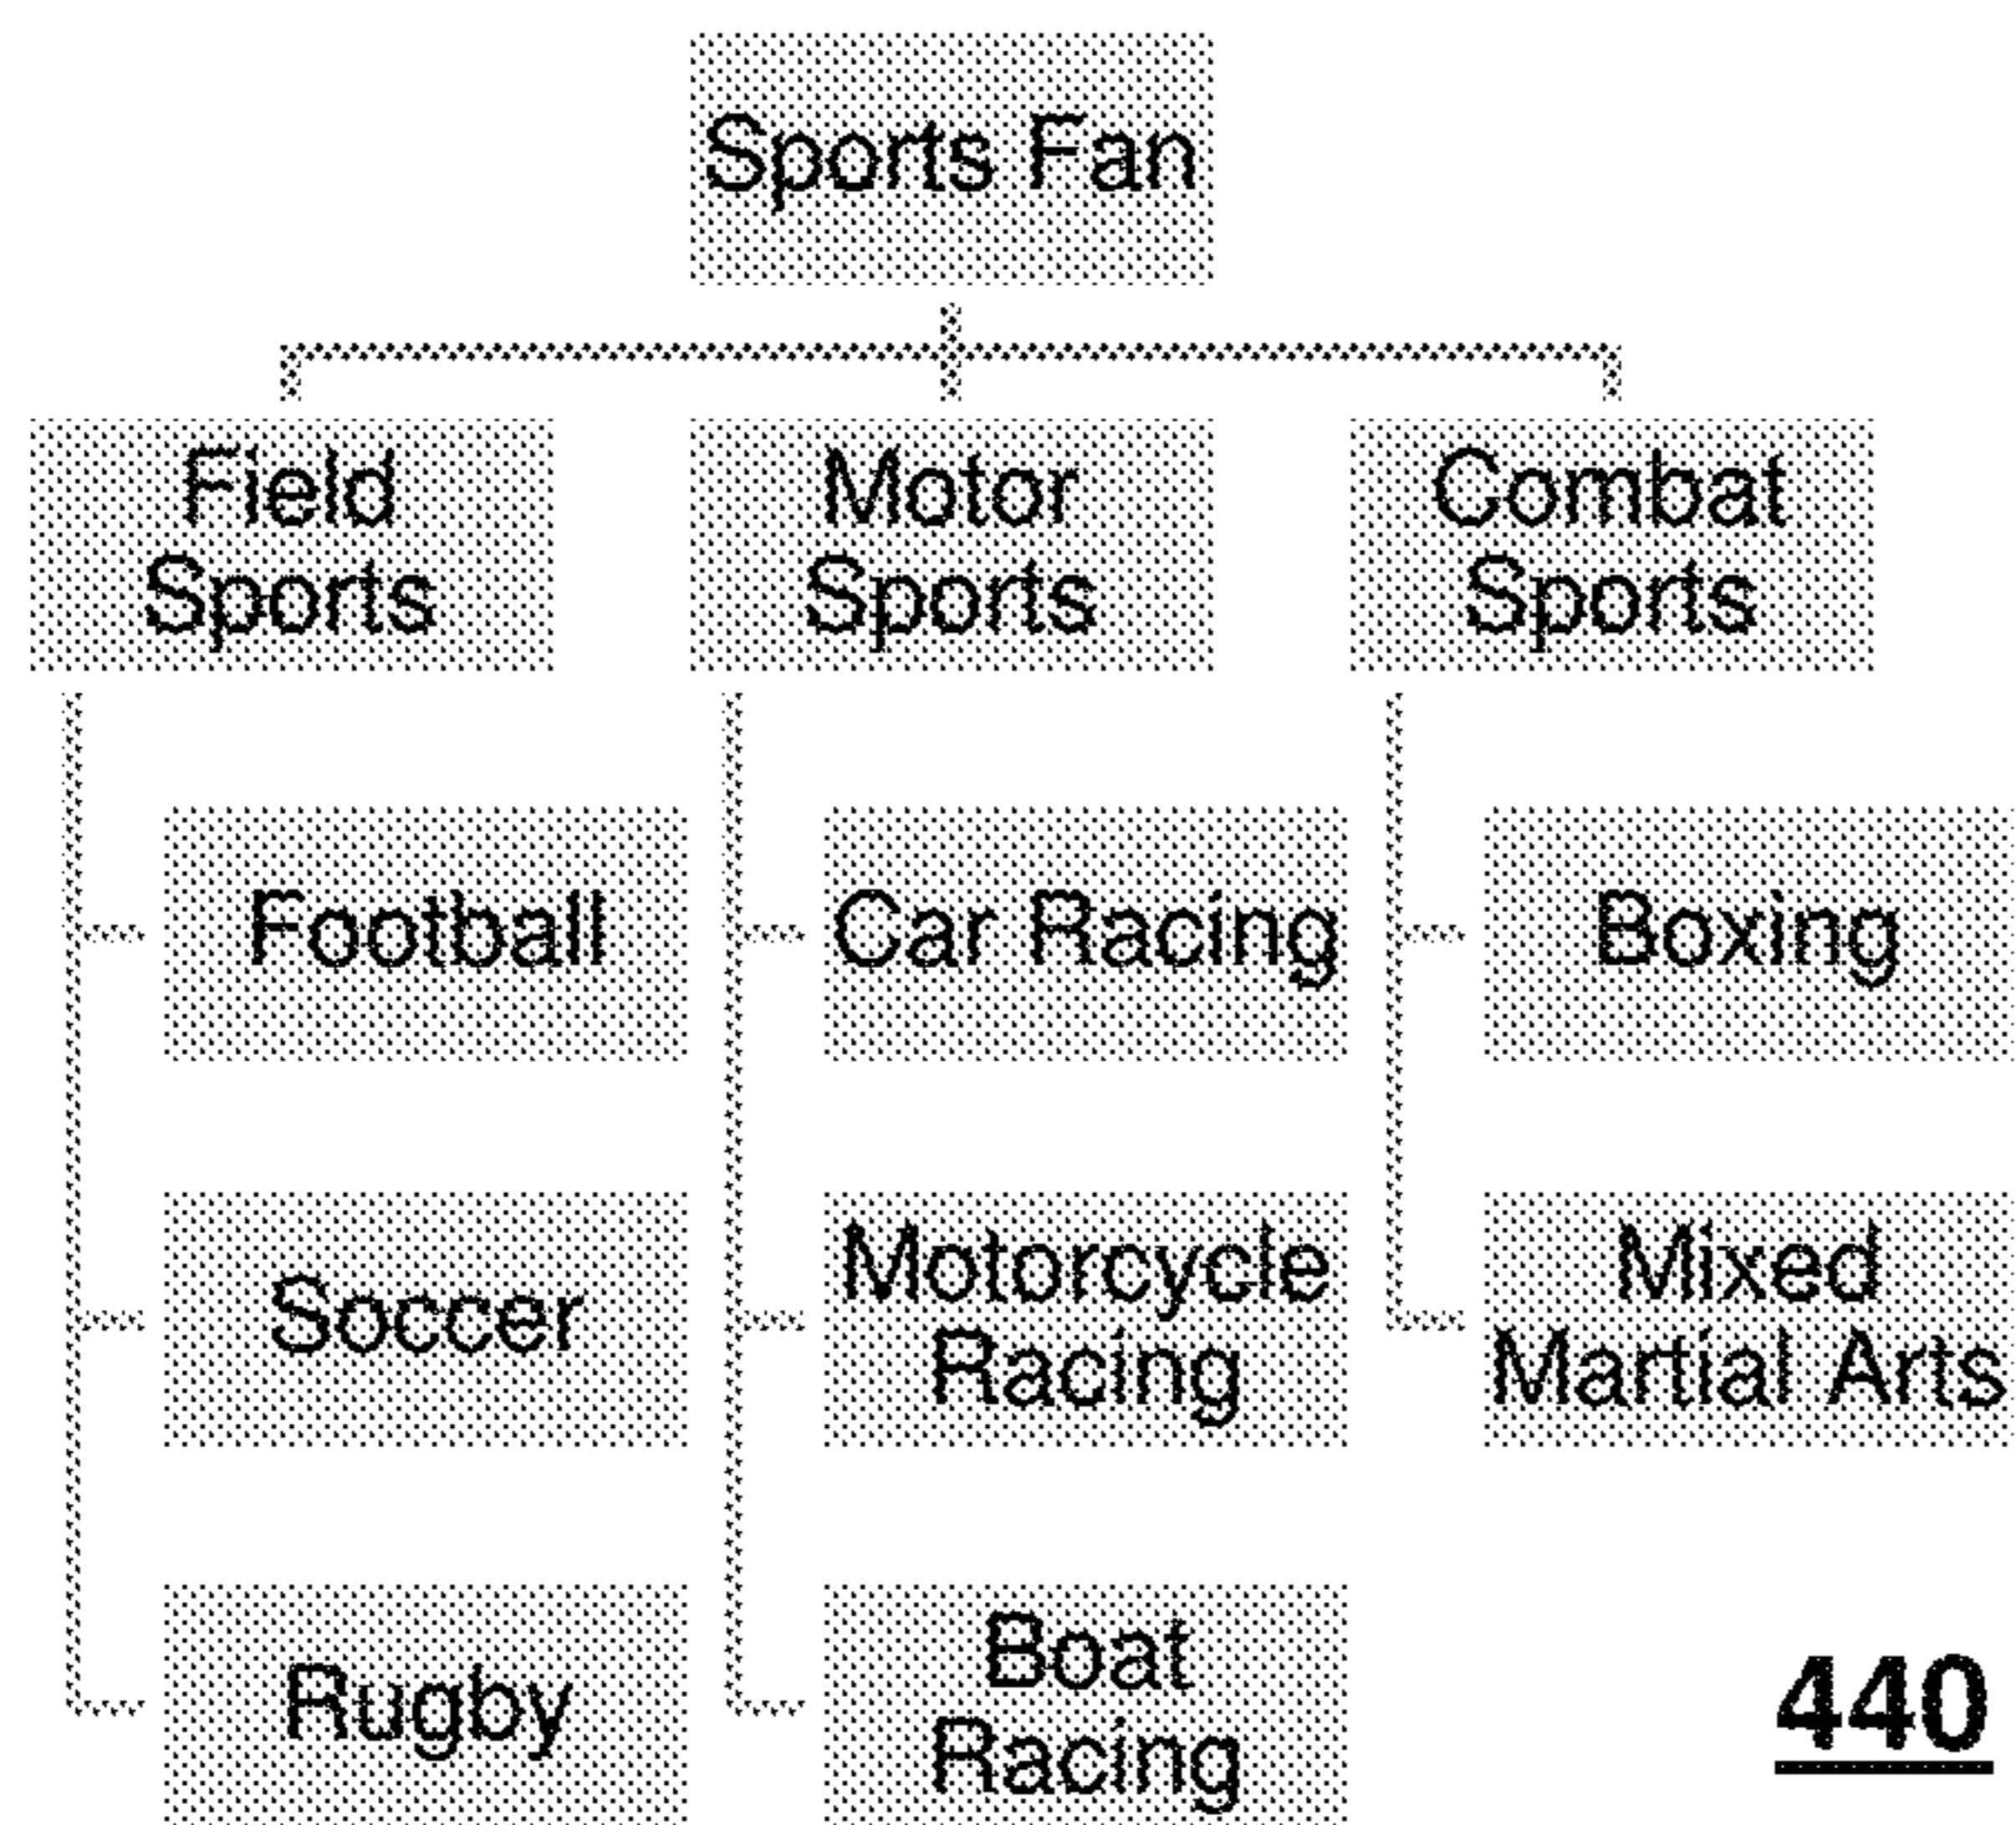 Sports Fan
Field
Sports
Motor
Sports
Combat
Sports
Football
Car Racing
Boxing
Soccer
Motorcycle
Racing
Mixed
Martial Arts
Rugby
Boat
Racing
440